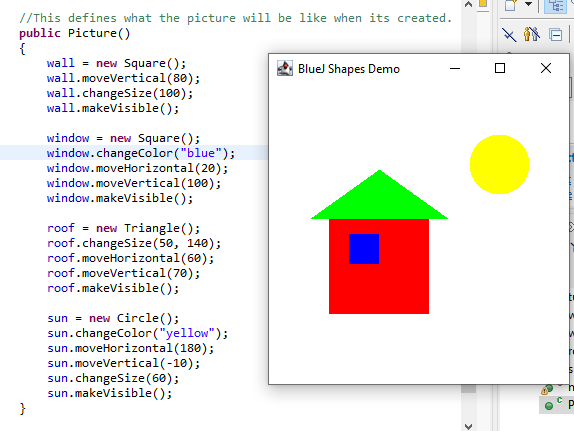 //This defines what the picture will be like when its created.
public Picture()
{
    wall = new Square();
    wall.moveVertical(80);
    wall.changeSize(100);
    wall.makeVisible();

    window = new Square();
    window.changeColor("blue");
    window.moveHorizontal(20);
    window.moveVertical(100);
    window.makeVisible();

    roof = new Triangle();
    roof.changeSize(50, 140);
    roof.moveHorizontal(60);
    roof.moveVertical(70);
    roof.makeVisible();

    sun = new Circle();
    sun.changeColor("yellow");
    sun.moveHorizontal(180);
    sun.moveVertical(-10);
    sun.changeSize(60);
    sun.makeVisible();
}
BlueJ Shapes Demo